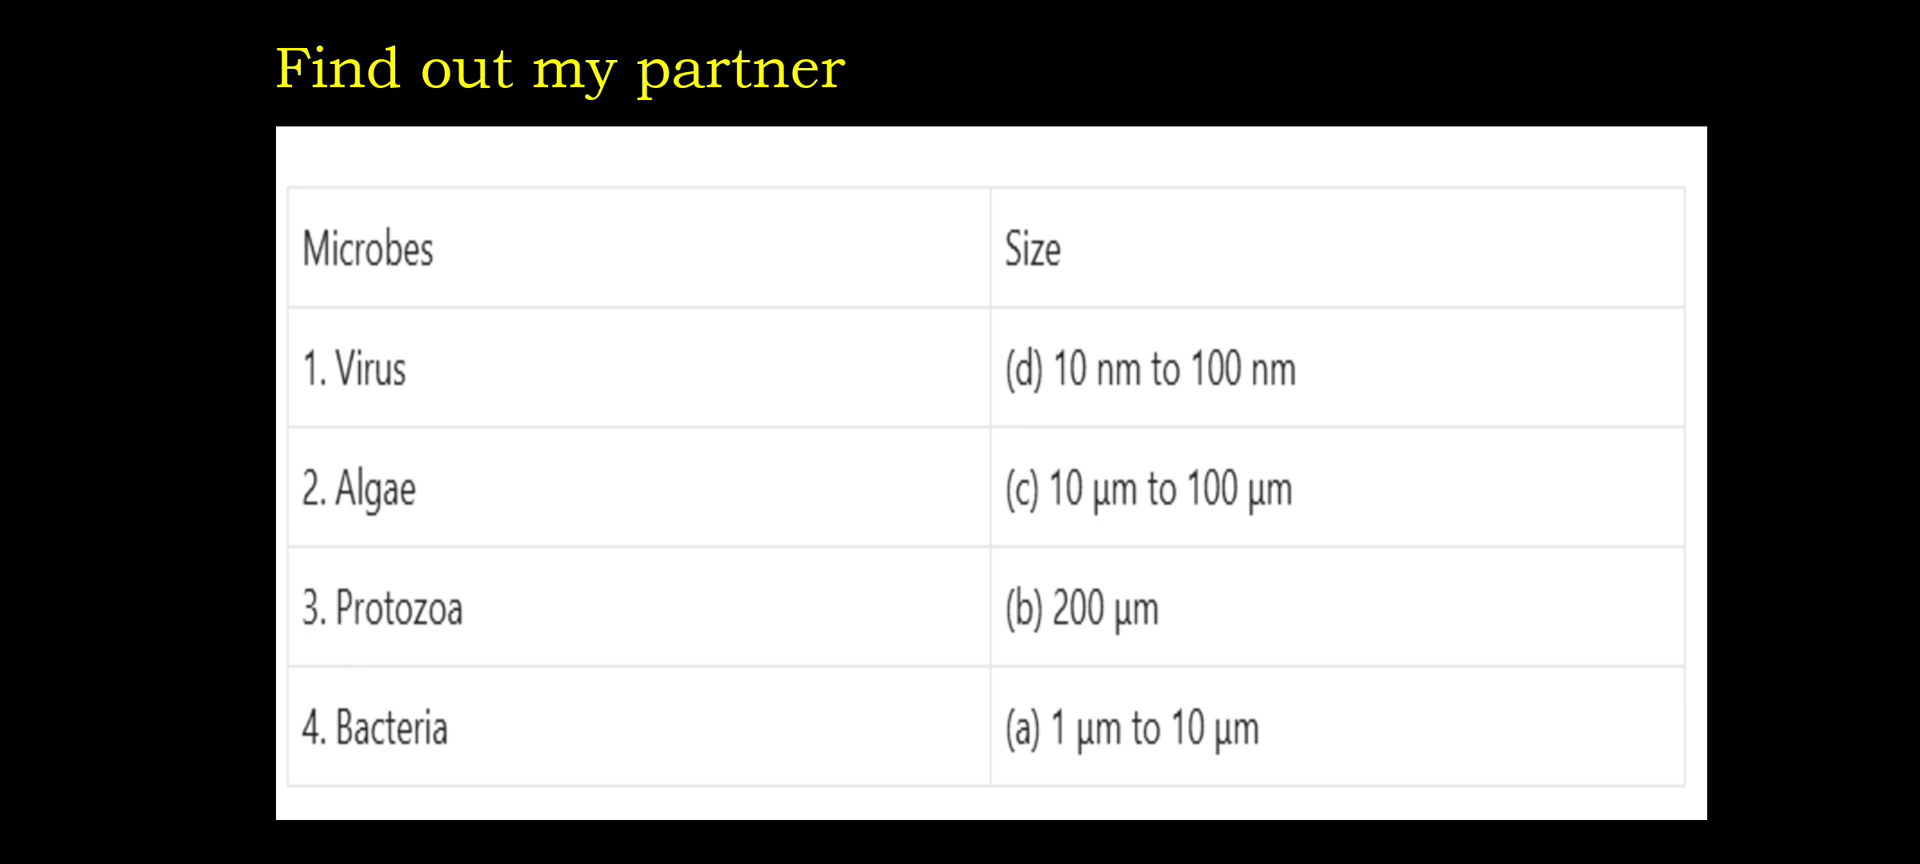 Find out my partner
Microbes Size
1. Virus (d) 10 nm to 100 nm
2. Algae (c) 10 µm to 100 µm
3. Protozoa (b) 200 µm
4. Bacteria (a) 1 µm to 10 µm